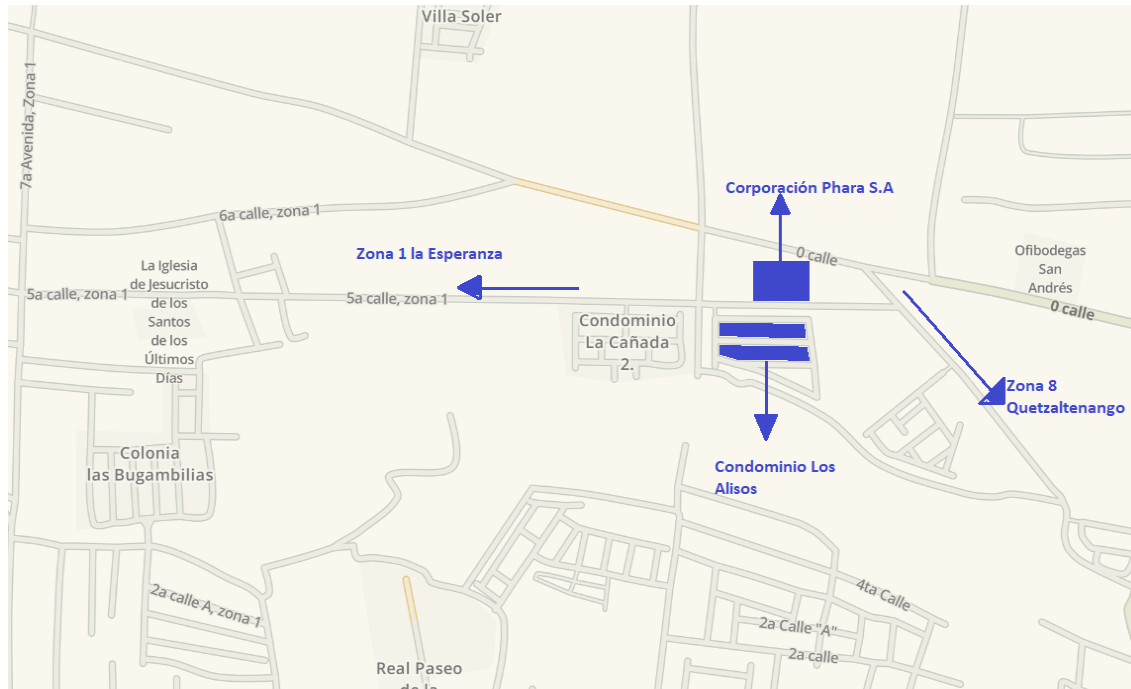 Villa Soler
7a Avenida, Zona 1
Corporación Phara S.A
6a calle, zona 1
Zona 1 la Esperanza
0 calle
Ofibodegas
San
Andrés
La Iglesia
de Jesucristo
de los
Santos
de los
Últimos
Días
5a calle, zona 1
5a calle, zona 1
0 calle
Condominio
La Cañada
2.
Zona 8
Quetzaltenango
Colonia
las Bugambilias
Condominio Los
Alisos
2a calle A, zona 1
4ta Calle
2a Calle "A"
2a calle
Real Paseo
de la